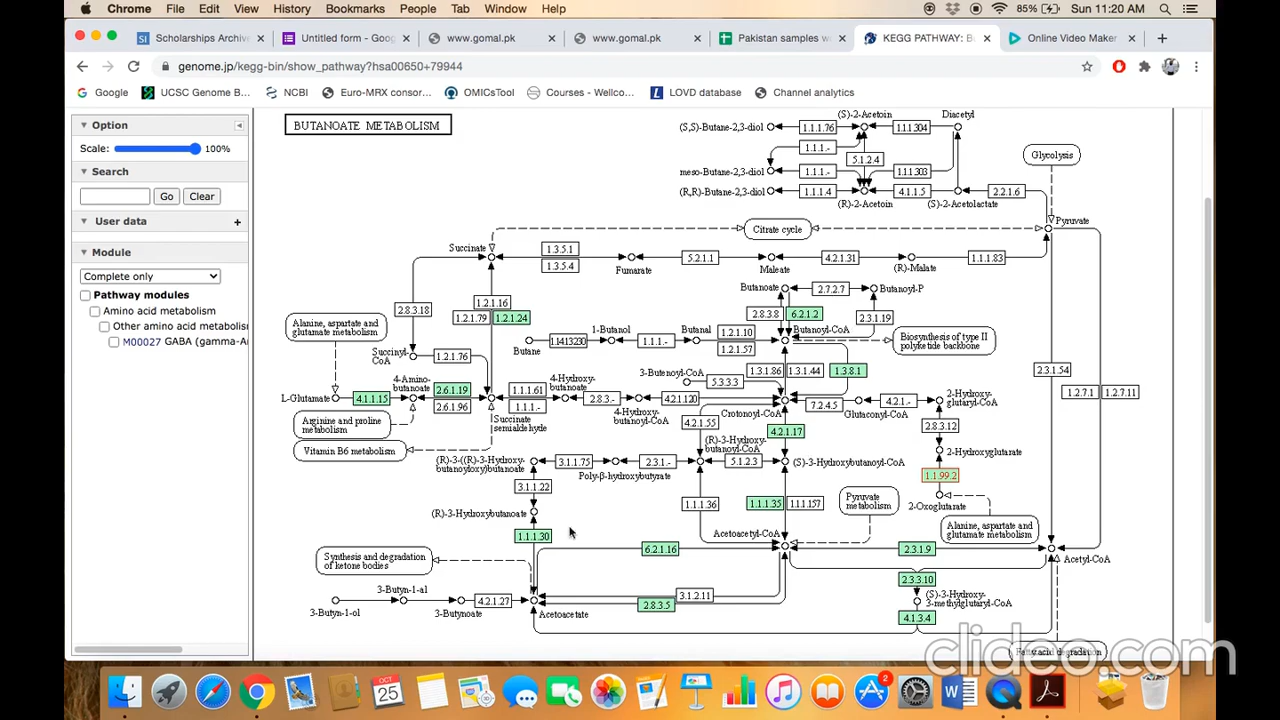 Chrome File Edit View History Bookmarks People Tab Window Help 85% Sun 11:20 AM
Scholarships Archive Untitled form - Goog www.gomal.pk www.gomal.pk Pakistan samples w KEGG PATHWAY: B Online Video Maker
genome.jp/kegg-bin/show_pathway?hsa00650+79944
Google UCSC Genome B... NCBI Euro-MRX consor... OMICsTool Courses - Wellco... LOVD database Channel analytics
Option
Scale: 100%
Search
Go Clear
User data +
Module
Complete only
Pathway modules
Amino acid metabolism
Other amino acid metabolis
M00027 GABA (gamma-A
BUTANOATE METABOLISM
(S)-2-Acetoin Diacetyl
(S,S)-Butane-2,3-diol 1.1.1.76 1.1.1.304
1.1.1.- 5.1.2.4
Glycolysis
meso-Butane-2,3-diol 1.1.1.- 1.1.1.303
(R,R)-Butane-2,3-diol 1.1.1.4 4.1.1.5 2.2.1.6
(R)-2-Acetoin (S)-2-Acetolactate
Pyruvate
Citrate cycle
Succinate 1.3.5.1
1.3.5.4 5.2.1.1 4.2.1.31 1.1.1.83
Fumarate Maleate (R)-Malate
Butanoate 2.7.2.7 Butanoyl-P
2.8.3.18 1.2.1.16 2.8.3.8 6.2.1.2 2.3.1.19
1.2.1.79 1.2.1.24
Alanine, aspartate and
glutamate metabolism
1-Butanol Butanal 1.2.1.10 Butanoyl-CoA
Butane 1.1413230 1.1.1.- 1.2.1.57
Biosynthesis of type II
polyketide backbone
Succinyl-
CoA 1.2.1.76
3-Butenoyl-CoA 1.3.1.86 1.3.1.44 1.3.8.1 2.3.1.54
5.3.3.3
4-Amino-
butanoate 2.6.1.19 1.1.1.61 4-Hydroxy-
butanoate
1.2.7.1 1.2.7.11
L-Glutamate 4.1.1.15 2.6.1.96 1.1.1.- 2.8.3.- 4.2.1.120 7.2.4.5 4.2.1.- 2-Hydroxy-
glutaryl-CoA
4-Hydroxy-
butanoyl-CoA Crotonoyl-CoA Glutaconyl-CoA
Arginine and proline
metabolism
Succinate
semialdehyde
4.2.1.55 4.2.1.17 2.8.3.12
Vitamin B6 metabolism
(R)-3-Hydroxy-
butanoyl-CoA
2-Hydroxyglutarate
(R)-3-((R)-3-Hydroxy-
butanoyloxy)butanoate 3.1.1.75 2.3.1.- 5.1.2.3 (S)-3-Hydroxybutanoyl-CoA
Poly-β-hydroxybutyrate
1.1.99.2
3.1.1.22
1.1.1.36 1.1.1.35 1.1.1.157
Pyruvate
metabolism
2-Oxoglutarate
(R)-3-Hydroxybutanoate
1.1.1.30 Acetoacetyl-CoA
Alanine, aspartate and
glutamate metabolism
6.2.1.16 2.3.1.9
Synthesis and degradation
of ketone bodies
Acetyl-CoA
2.3.3.10
3-Butyn-1-al 3.1.2.11
4.2.1.27 2.8.3.5 (S)-3-Hydroxy-
3-methylglutaryl-CoA
3-Butyn-1-ol 3-Butynoate Acetoacetate 4.1.3.4
Fatty acid degradation
clideo.com
OCT
25
2